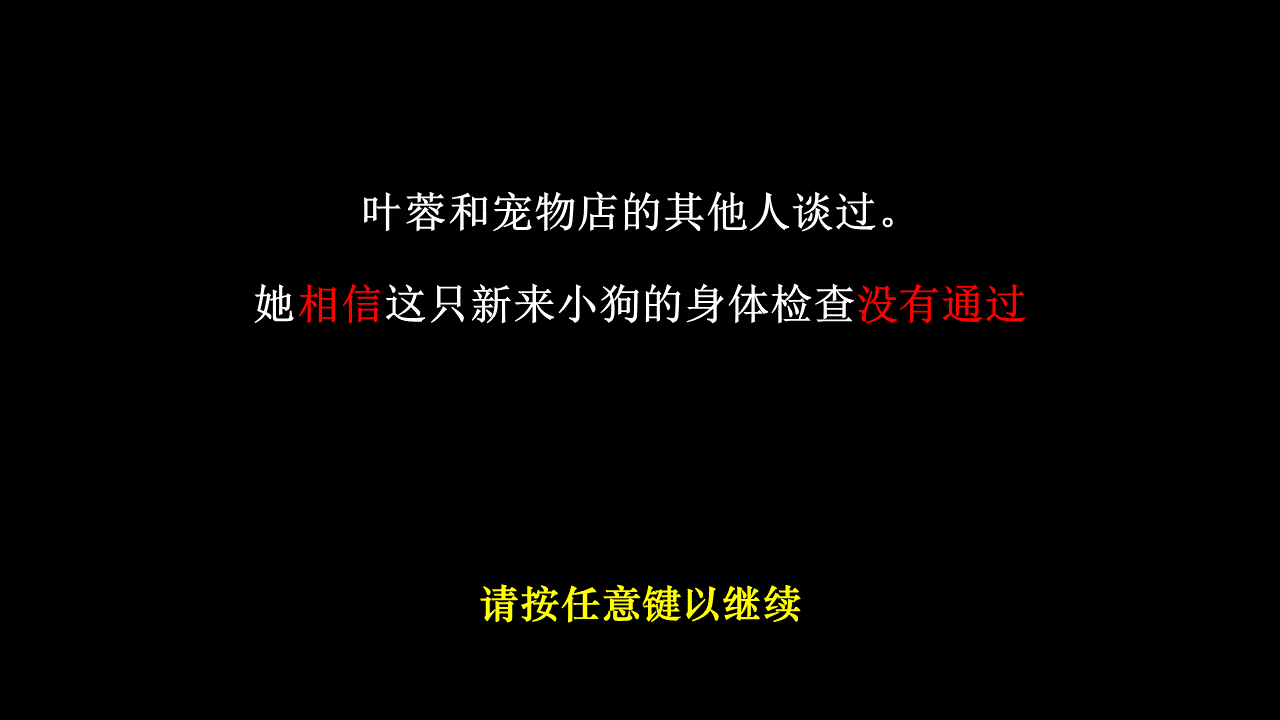 叶蓉和宠物店的其他人谈过。
她相信这只新来小狗的身体检查没有通过
请按任意键以继续